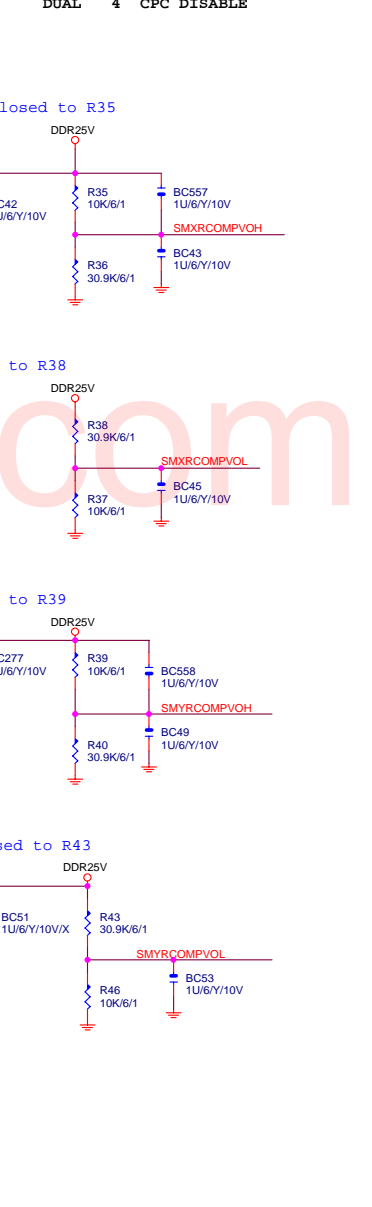 DUAL 4 CPC DISABLE
losed to R35
DDR25V
C42
U/6/Y/10V
R35
10K/6/1
BC557
1U/6/Y/10V
SMXRCOMPVOH
R36
30.9K/6/1
BC43
1U/6/Y/10V
to R38
DDR25V
com
R38
30.9K/6/1
SMXRCOMPVOL
R37
10K/6/1
BC45
1U/6/Y/10V
to R39
DDR25V
C277
U/6/Y/10V
R39
10K/6/1
BC558
1U/6/Y/10V
SMYRCOMPVOH
R40
30.9K/6/1
BC49
1U/6/Y/10V
sed to R43
DDR25V
BC51
1U/6/Y/10V/X
R43
30.9K/6/1
SMYRCOMPVOL
R46
10K/6/1
BC53
1U/6/Y/10V